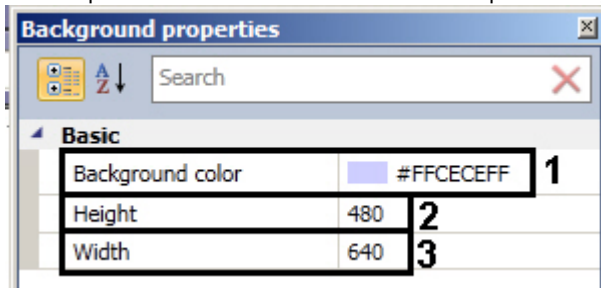 Background properties
A
Z
Search
Basic
Background color #FFCECEFF 1
Height 480 2
Width 640 3